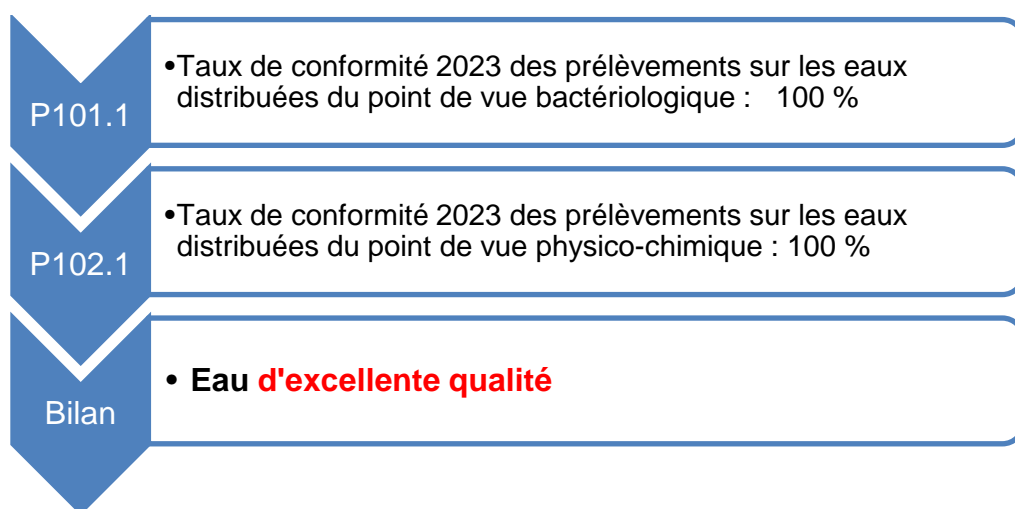 P101.1
•Taux de conformité 2023 des prélèvements sur les eaux
distribuées du point de vue bactériologique :   100 %
P102.1
•Taux de conformité 2023 des prélèvements sur les eaux
distribuées du point de vue physico-chimique : 100 %
Bilan
• Eau d'excellente qualité